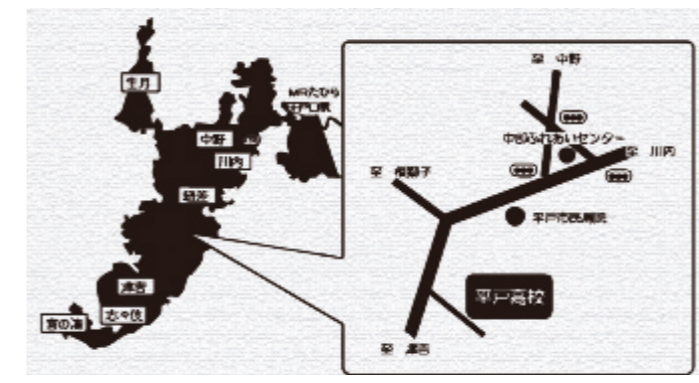 生月
MRたびら
平戸口駅
中野
川内
紐差
津吉
志々伎
宮の浦
至 中野
中部ふれあいセンター
至 川内
至 根獅子
平戸市民病院
平戸高校
至 津吉